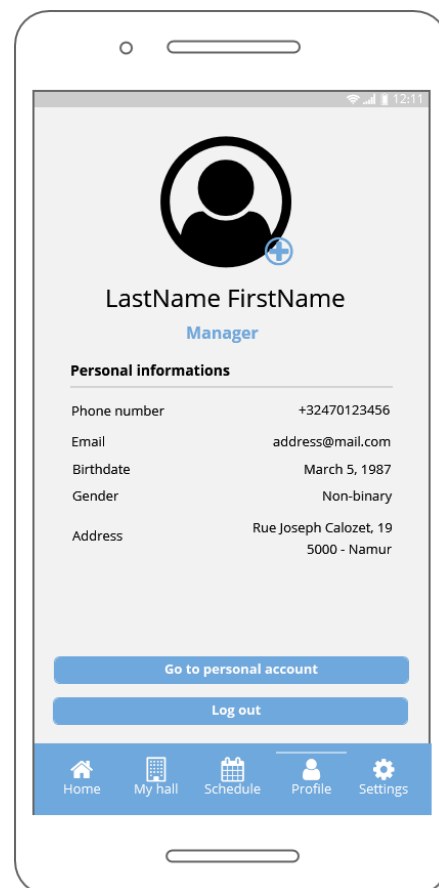 12:11
LastName FirstName
Manager
Personal informations
Phone number +32470123456
Email address@mail.com
Birthdate March 5, 1987
Gender Non-binary
Address Rue Joseph Calozet, 19
5000 - Namur
Go to personal account
Log out
Home My hall Schedule Profile Settings